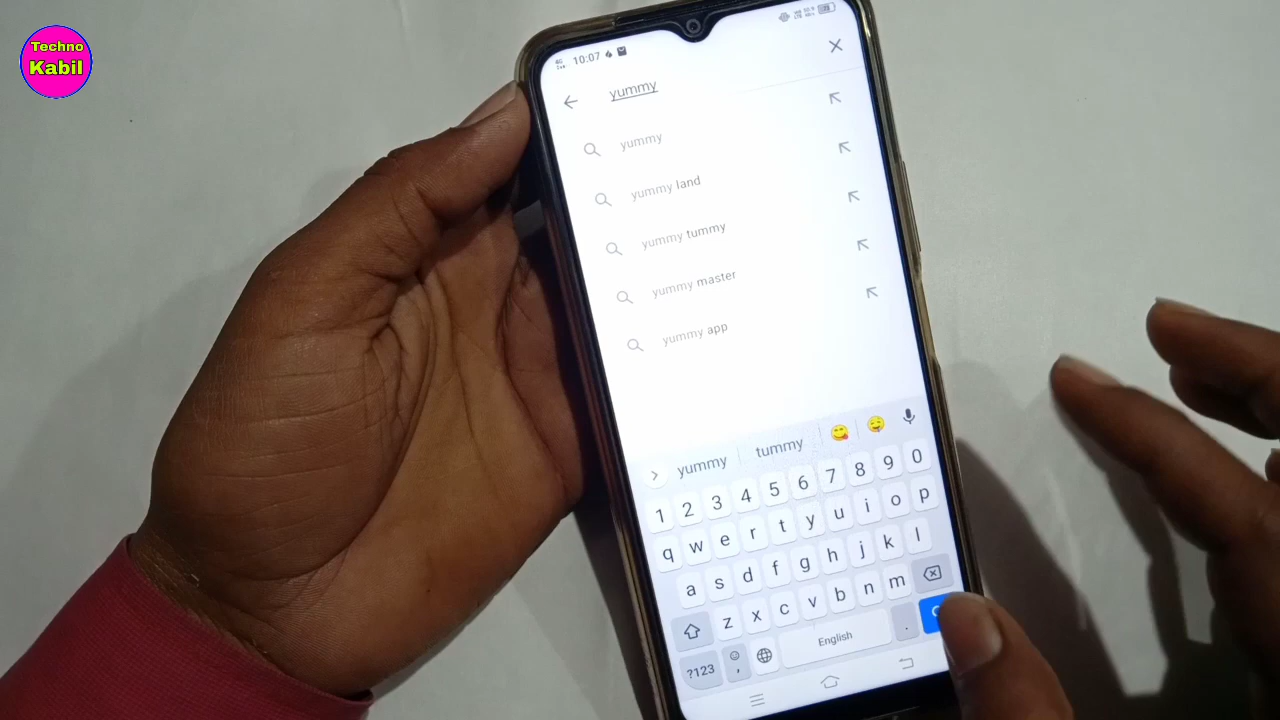 Techno
Kabil
10:07
yummy
yummy
yummy land
yummy tummy
yummy master
yummy app
yummy tummy
1 2 3 4 5 6 7 8 9 0
q w e r t y u i o p
a s d f g h j k l
z x c v b n m
?123 , English .